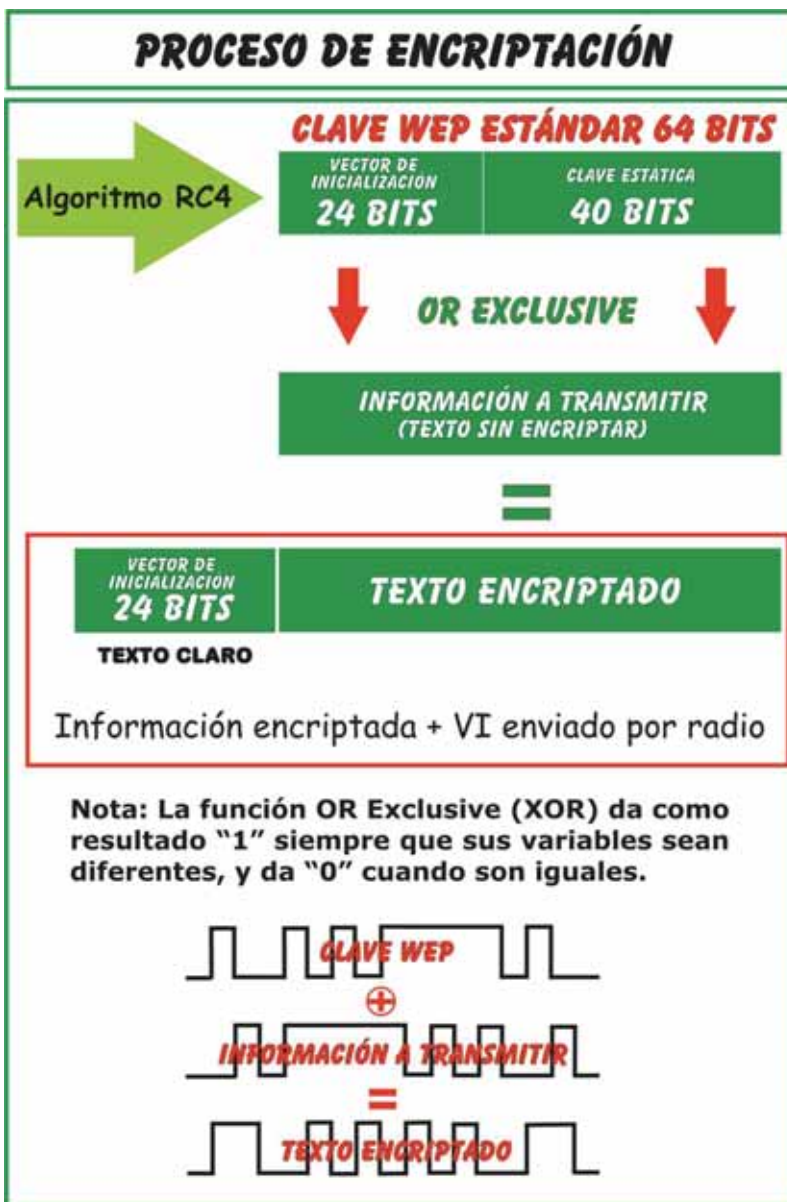 PROCESO DE ENCRIPTACIÓN
CLAVE WEP ESTÁNDAR 64 BITS
Algoritmo RC4
VECTOR DE
INICIALIZACIÓN
24 BITS
CLAVE ESTÁTICA
40 BITS
OR EXCLUSIVE
INFORMACIÓN A TRANSMITIR
(TEXTO SIN ENCRIPTAR)
=
VECTOR DE
INICIALIZACION
24 BITS
TEXTO ENCRIPTADO
TEXTO CLARO
Información encriptada + VI enviado por radio
Nota: La función OR Exclusive (XOR) da como
resultado “1” siempre que sus variables sean
diferentes, y da “0” cuando son iguales.
CLAVE WEP
⊕
INFORMACIÓN A TRANSMITIR
=
TEXTO ENCRIPTADO